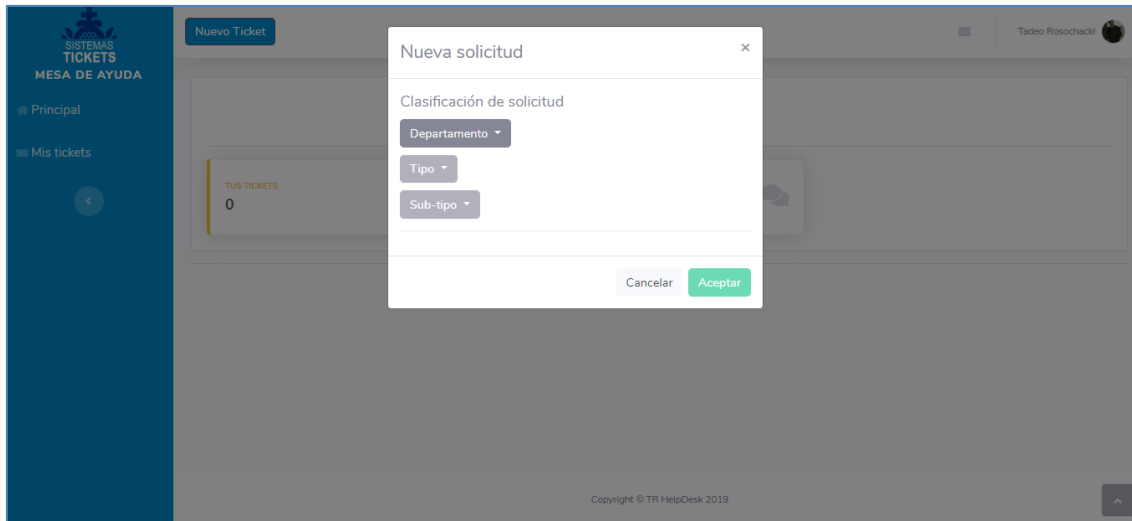 SISTEMAS
TICKETS
MESA DE AYUDA
Principal
Mis tickets
Nuevo Ticket
Tadeo Rosochacki
TUS TICKETS
0
Nueva solicitud
×
Clasificación de solicitud
Departamento
Tipo
Sub-tipo
Cancelar
Aceptar
Copyright © TR HelpDesk 2019